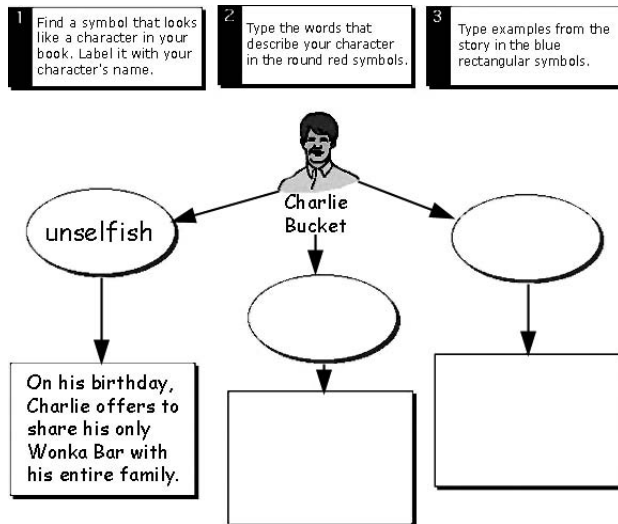 1
Find a symbol that looks
like a character in your
book. Label it with your
character's name.
2
Type the words that
describe your character
in the round red symbols.
3
Type examples from the
story in the blue
rectangular symbols.
Charlie
Bucket
unselfish
On his birthday,
Charlie offers to
share his only
Wonka Bar with
his entire family.